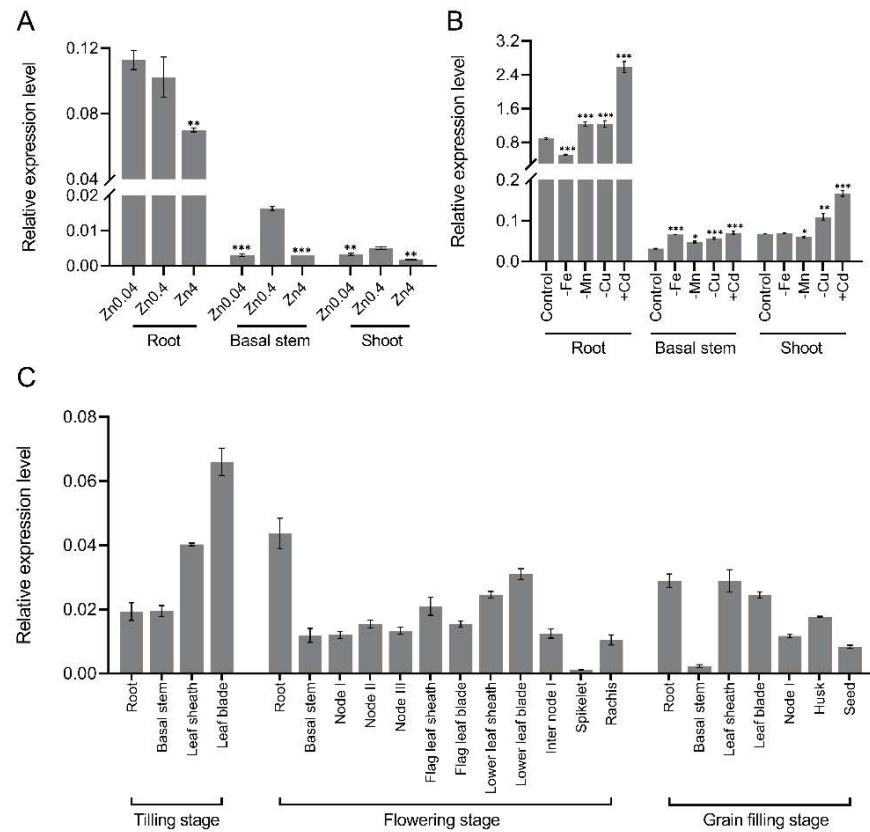 A
Relative expression level
0.12
0.08
0.04
0.02
0.01
0.00
**
***
***
**
**
Zn0.04
Zn0.4
Zn4
Zn0.04
Zn0.4
Zn4
Zn0.04
Zn0.4
Zn4
Root
Basal stem
Shoot
B
Relative expression level
3.2
2.4
1.6
0.8
0.2
0.1
0.0
***
***
***
***
***
*
***
***
*
**
***
Control
-Fe
-Mn
-Cu
+Cd
Control
-Fe
-Mn
-Cu
+Cd
Control
-Fe
-Mn
-Cu
+Cd
Root
Basal stem
Shoot
C
Relative expression level
0.08
0.06
0.04
0.02
0.00
Root
Basal stem
Leaf sheath
Leaf blade
Root
Basal stem
Node I
Node II
Node III
Flag leaf sheath
Flag leaf blade
Lower leaf sheath
Lower leaf blade
Inter node I
Spikelet
Rachis
Root
Basal stem
Leaf sheath
Leaf blade
Node I
Husk
Seed
Tilling stage
Flowering stage
Grain filling stage